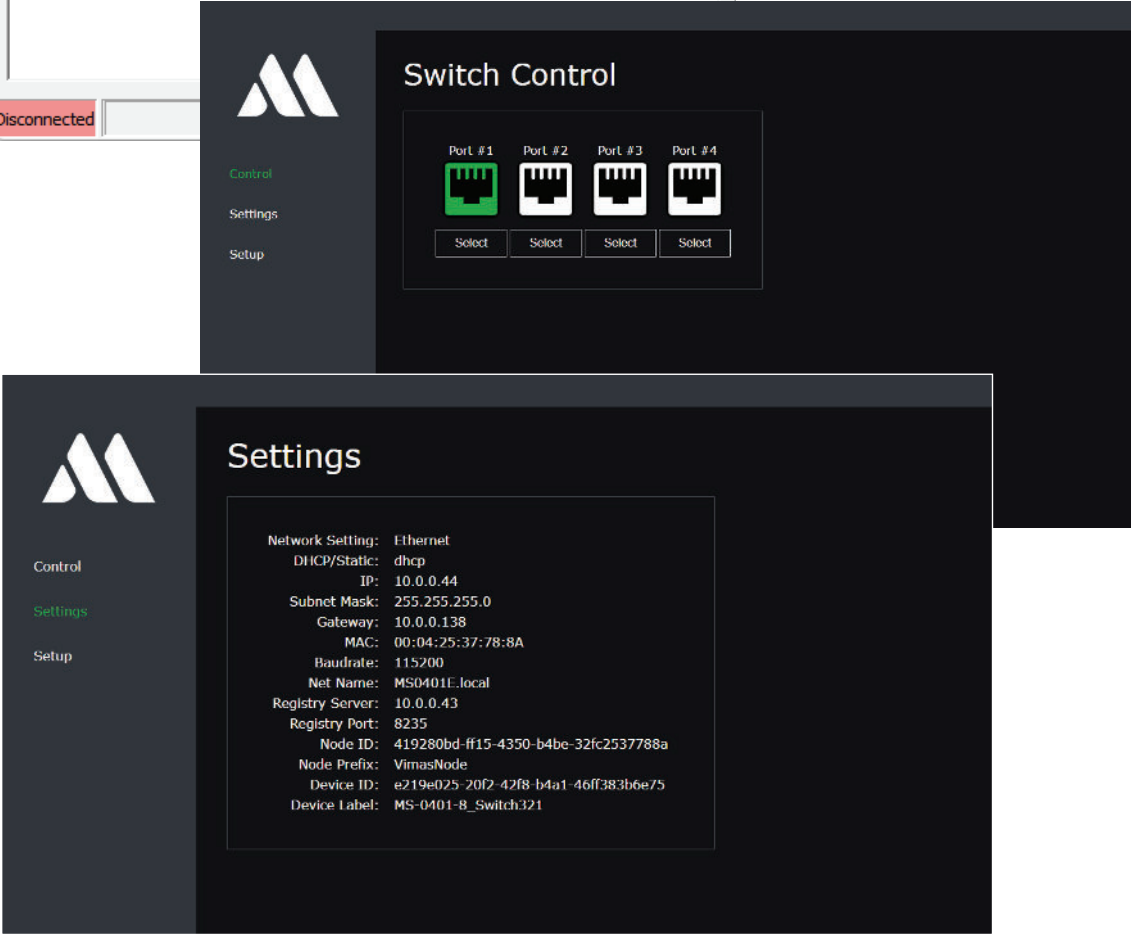 Disconnected
Switch Control
Port #1 Port #2 Port #3 Port #4
Control
Settings
Select Select Select Select
Setup
Settings
Network Setting: Ethernet
DHCP/Static: dhcp
IP: 10.0.0.44
Subnet Mask: 255.255.255.0
Gateway: 10.0.0.138
MAC: 00:04:25:37:78:8A
Baudrate: 115200
Net Name: MS0401E.local
Registry Server: 10.0.0.43
Registry Port: 8235
Node ID: 419280bd-ff15-4350-b4be-32fc2537788a
Node Prefix: VimasNode
Device ID: e219e025-20f2-42f8-b4a1-46ff383b6e75
Device Label: MS-0401-8_Switch321
Control
Settings
Setup